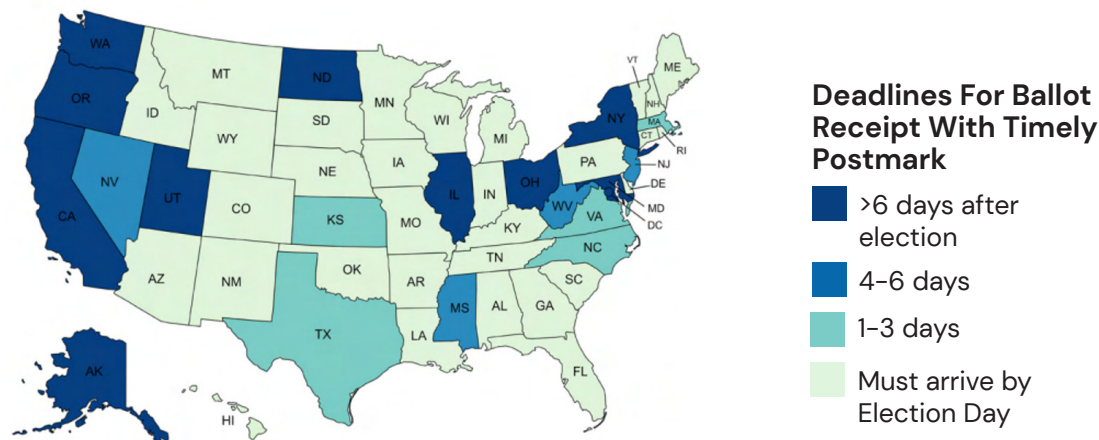 WA
OR
CA
NV
ID
MT
WY
UT
AZ
CO
NM
ND
SD
NE
KS
OK
TX
MN
IA
MO
AR
LA
WI
IL
MI
IN
OH
KY
TN
MS
AL
GA
FL
SC
NC
VA
WV
PA
NY
VT
NH
ME
MA
CT
RI
NJ
DE
MD
DC
AK
HI
Deadlines For Ballot
Receipt With Timely
Postmark
>6 days after
election
4-6 days
1-3 days
Must arrive by
Election Day